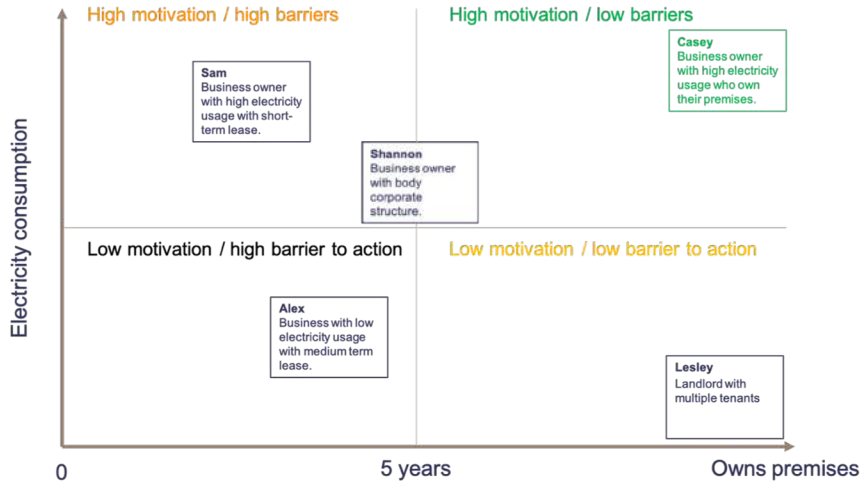 High motivation / high barriers
High motivation / low barriers
Sam
Business owner
with high electricity
usage with short-
term lease.
Casey
Business owner
with high electricity
usage who own
their premises.
Shannon
Business owner
with body
corporate
structure.
Electricity consumption
Low motivation / high barrier to action
Low motivation / low barrier to action
Alex
Business with low
electricity usage
with medium term
lease.
Lesley
Landlord with
multiple tenants
0
5 years
Owns premises